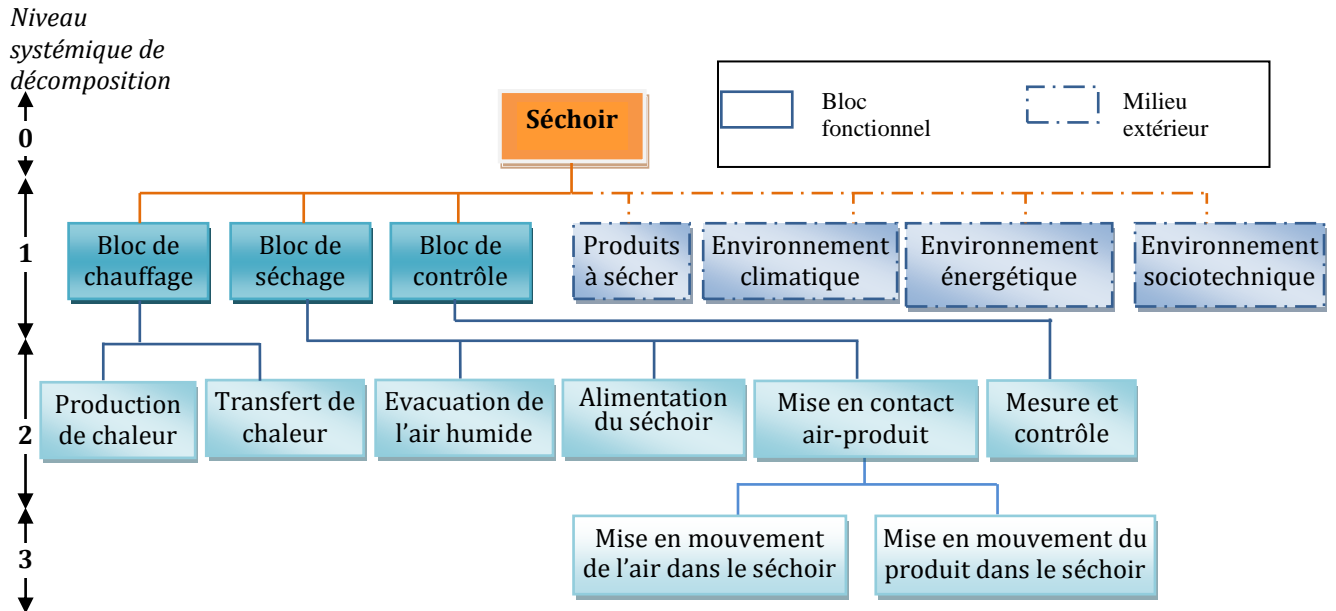 Niveau
systémique de
décomposition
0
Séchoir
Bloc
fonctionnel
Milieu
extérieur
1
Bloc de
chauffage
Bloc de
séchage
Bloc de
contrôle
Produits
à sécher
Environnement
climatique
Environnement
énergétique
Environnement
sociotechnique
2
Production
de chaleur
Transfert de
chaleur
Evacuation de
l’air humide
Alimentation
du séchoir
Mise en contact
air-produit
Mesure et
contrôle
3
Mise en mouvement
de l’air dans le séchoir
Mise en mouvement du
produit dans le séchoir